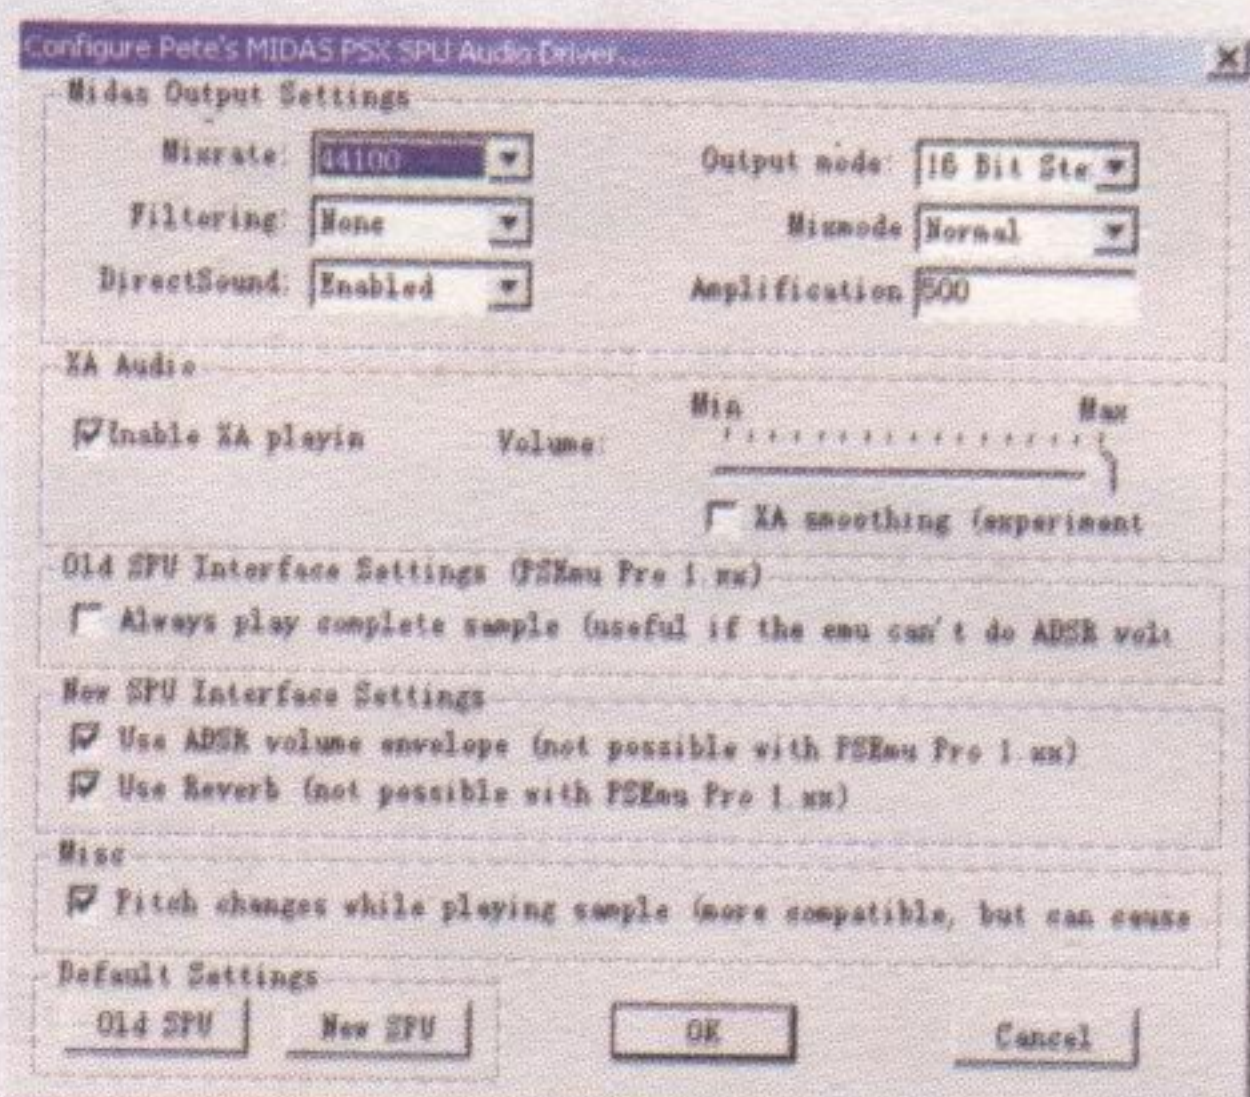 Configure Pete's MIDAS PSX SPU Audio Driver...
Midas Output Settings
Mixrate: 44100
Output mode: 16 Bit Ste
Filtering: None
Mixmode Normal
DirectSound: Enabled
Amplification 500
XA Audio
Enable XA playin
Volume:
Min
Max
XA smoothing (experiment
Old SPU Interface Settings (PSEmu Pro 1.xx)
Always play complete sample (useful if the emu can't do ADSR volu
New SPU Interface Settings
Use ADSR volume envelope (not possible with PSEmu Pro 1.xx)
Use Reverb (not possible with PSEmu Pro 1.xx)
Misc
Pitch changes while playing sample (more compatible, but can cause
Default Settings
Old SPU
New SPU
OK
Cancel